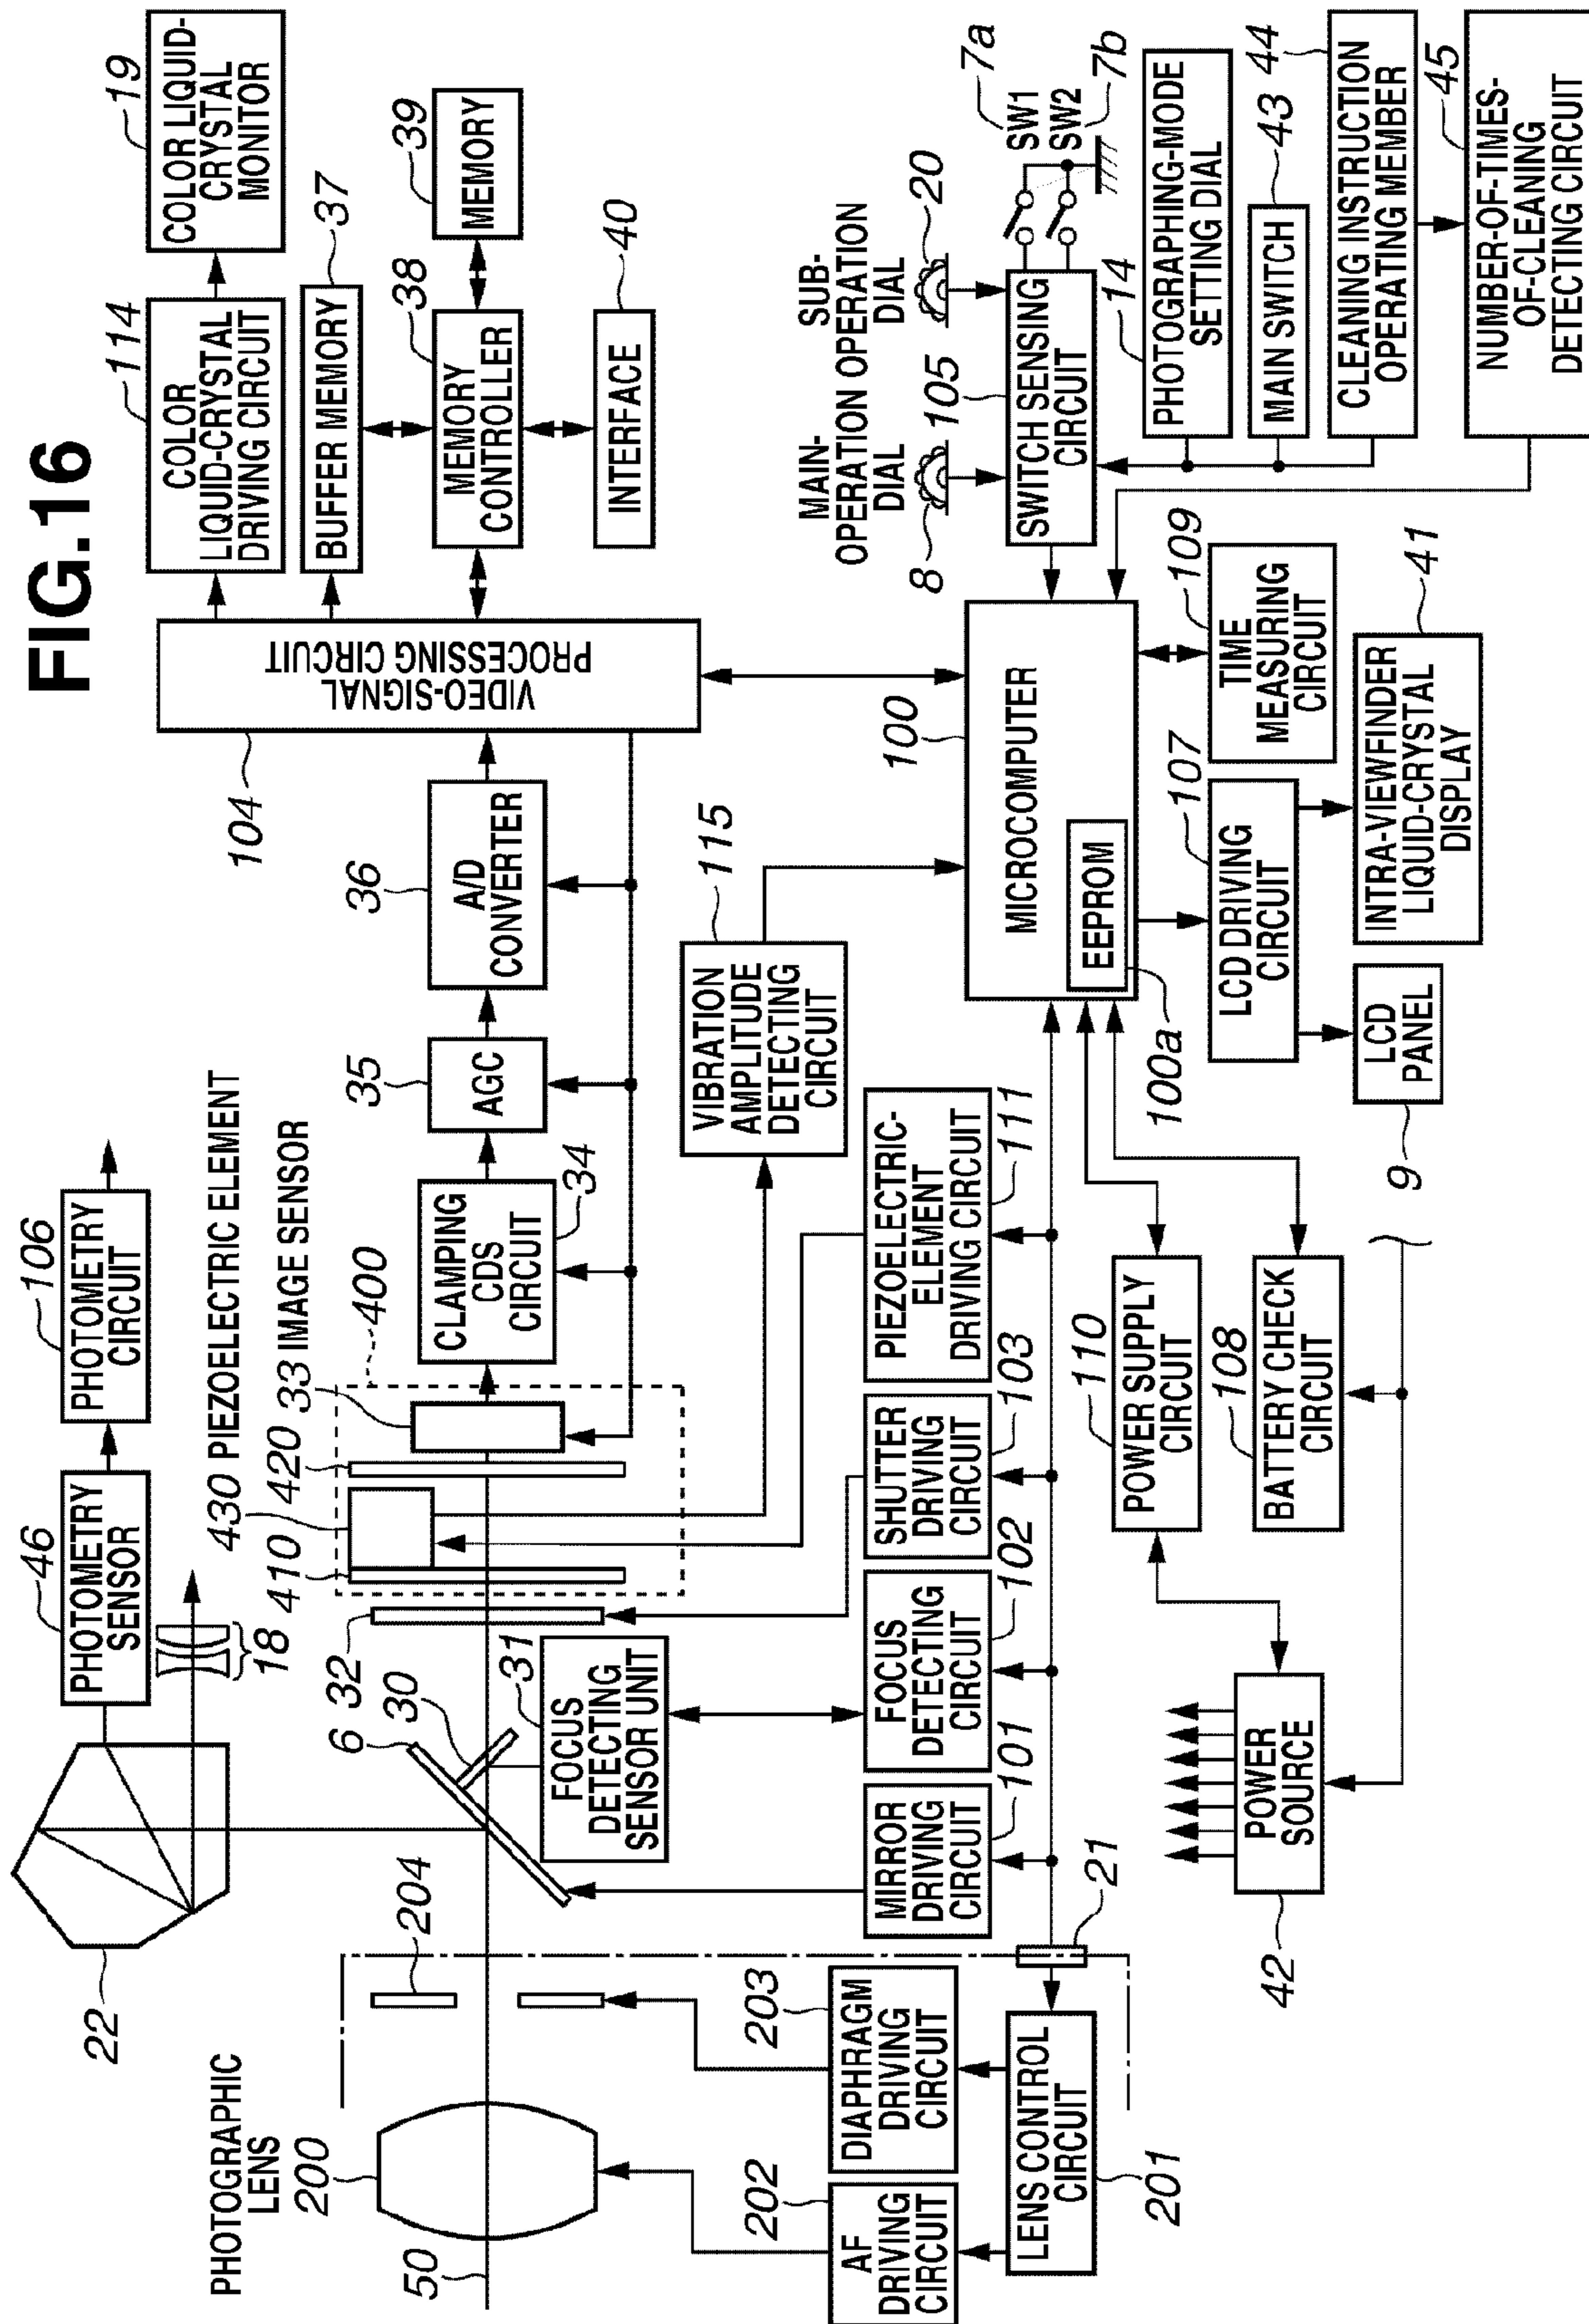 FIG.16
PHOTOGRAPHIC
LENS
200
50
22
46
PHOTOMETRY
SENSOR
106
PHOTOMETRY
CIRCUIT
18
204
6
30
32
31
FOCUS
DETECTING
SENSOR UNIT
410
430 PIEZOELECTRIC ELEMENT
420
33 IMAGE SENSOR
400
CLAMPING
CDS
CIRCUIT
34
35
AGC
36
A/D
CONVERTER
104
VIDEO-SIGNAL
PROCESSING CIRCUIT
114
COLOR
LIQUID-CRYSTAL
DRIVING CIRCUIT
19
COLOR LIQUID-
CRYSTAL
MONITOR
BUFFER MEMORY
37
MEMORY
CONTROLLER
38
MEMORY
39
INTERFACE
40
VIBRATION
AMPLITUDE
DETECTING
CIRCUIT
115
AF
DRIVING
CIRCUIT
202
DIAPHRAGM
DRIVING
CIRCUIT
203
LENS CONTROL
CIRCUIT
201
21
MIRROR
DRIVING
CIRCUIT
101
FOCUS
DETECTING
CIRCUIT
102
SHUTTER
DRIVING
CIRCUIT
103
PIEZOELECTRIC-
ELEMENT
DRIVING CIRCUIT
111
100
MICROCOMPUTER
EEPROM
100a
MAIN-
OPERATION
DIAL
8
SUB-
OPERATION
DIAL
20
105
SWITCH SENSING
CIRCUIT
7a
SW1
SW2
7b
14
PHOTOGRAPHING-MODE
SETTING DIAL
MAIN SWITCH
43
CLEANING INSTRUCTION
OPERATING MEMBER
44
NUMBER-OF-TIMES-
OF-CLEANING
DETECTING CIRCUIT
45
TIME
MEASURING
CIRCUIT
109
LCD DRIVING
CIRCUIT
107
INTRA-VIEWFINDER
LIQUID-CRYSTAL
DISPLAY
41
LCD
PANEL
9
110
POWER SUPPLY
CIRCUIT
108
BATTERY CHECK
CIRCUIT
POWER
SOURCE
42